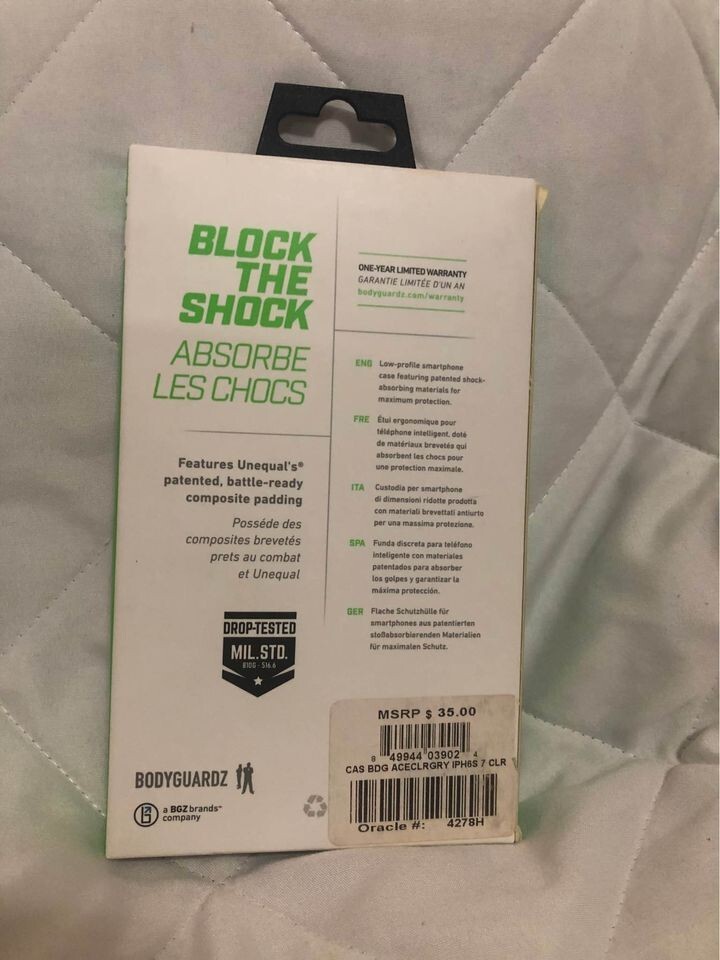 BLOCK
THE
SHOCK
ABSORBE
LES CHOCS
Features Unequal's®
patented, battle-ready
composite padding
Posséde des
composites brevetés
prets au combat
et Unequal
DROP-TESTED
MIL.STD.
810G - 516.6
BODYGUARDZ
a BGZbrands™
company
ONE-YEAR LIMITED WARRANTY
GARANTIE LIMITÉE D'UN AN
bodyguardz.com/warranty
ENG Low-profile smartphone
case featuring patented shock-
absorbing materials for
maximum protection.
FRE Étui ergonomique pour
téléphone intelligent, doté
de matériaux brevetés qui
absorbent les chocs pour
une protection maximale.
ITA Custodia per smartphone
di dimensioni ridotte prodotta
con materiali brevettati antiurto
per una massima protezione.
SPA Funda discreta para teléfono
inteligente con materiales
patentados para absorber
los golpes y garantizar la
máxima protección.
GER Flache Schutzhülle für
smartphones aus patentierten
stoßabsorbierenden Materialien
für maximalen Schutz.
MSRP $ 35.00
8 49944 03902 4
CAS BDG ACECLRGRY IPH6S 7 CLR
Oracle #: 4278H